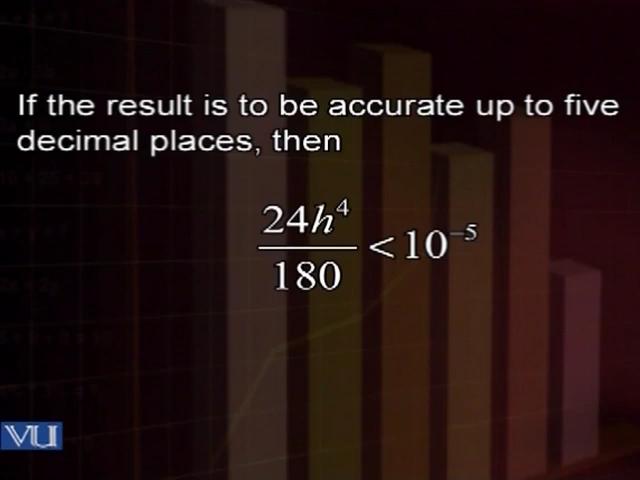 If the result is to be accurate up to five
decimal places, then
24h⁴
180
< 10⁻⁵
VU